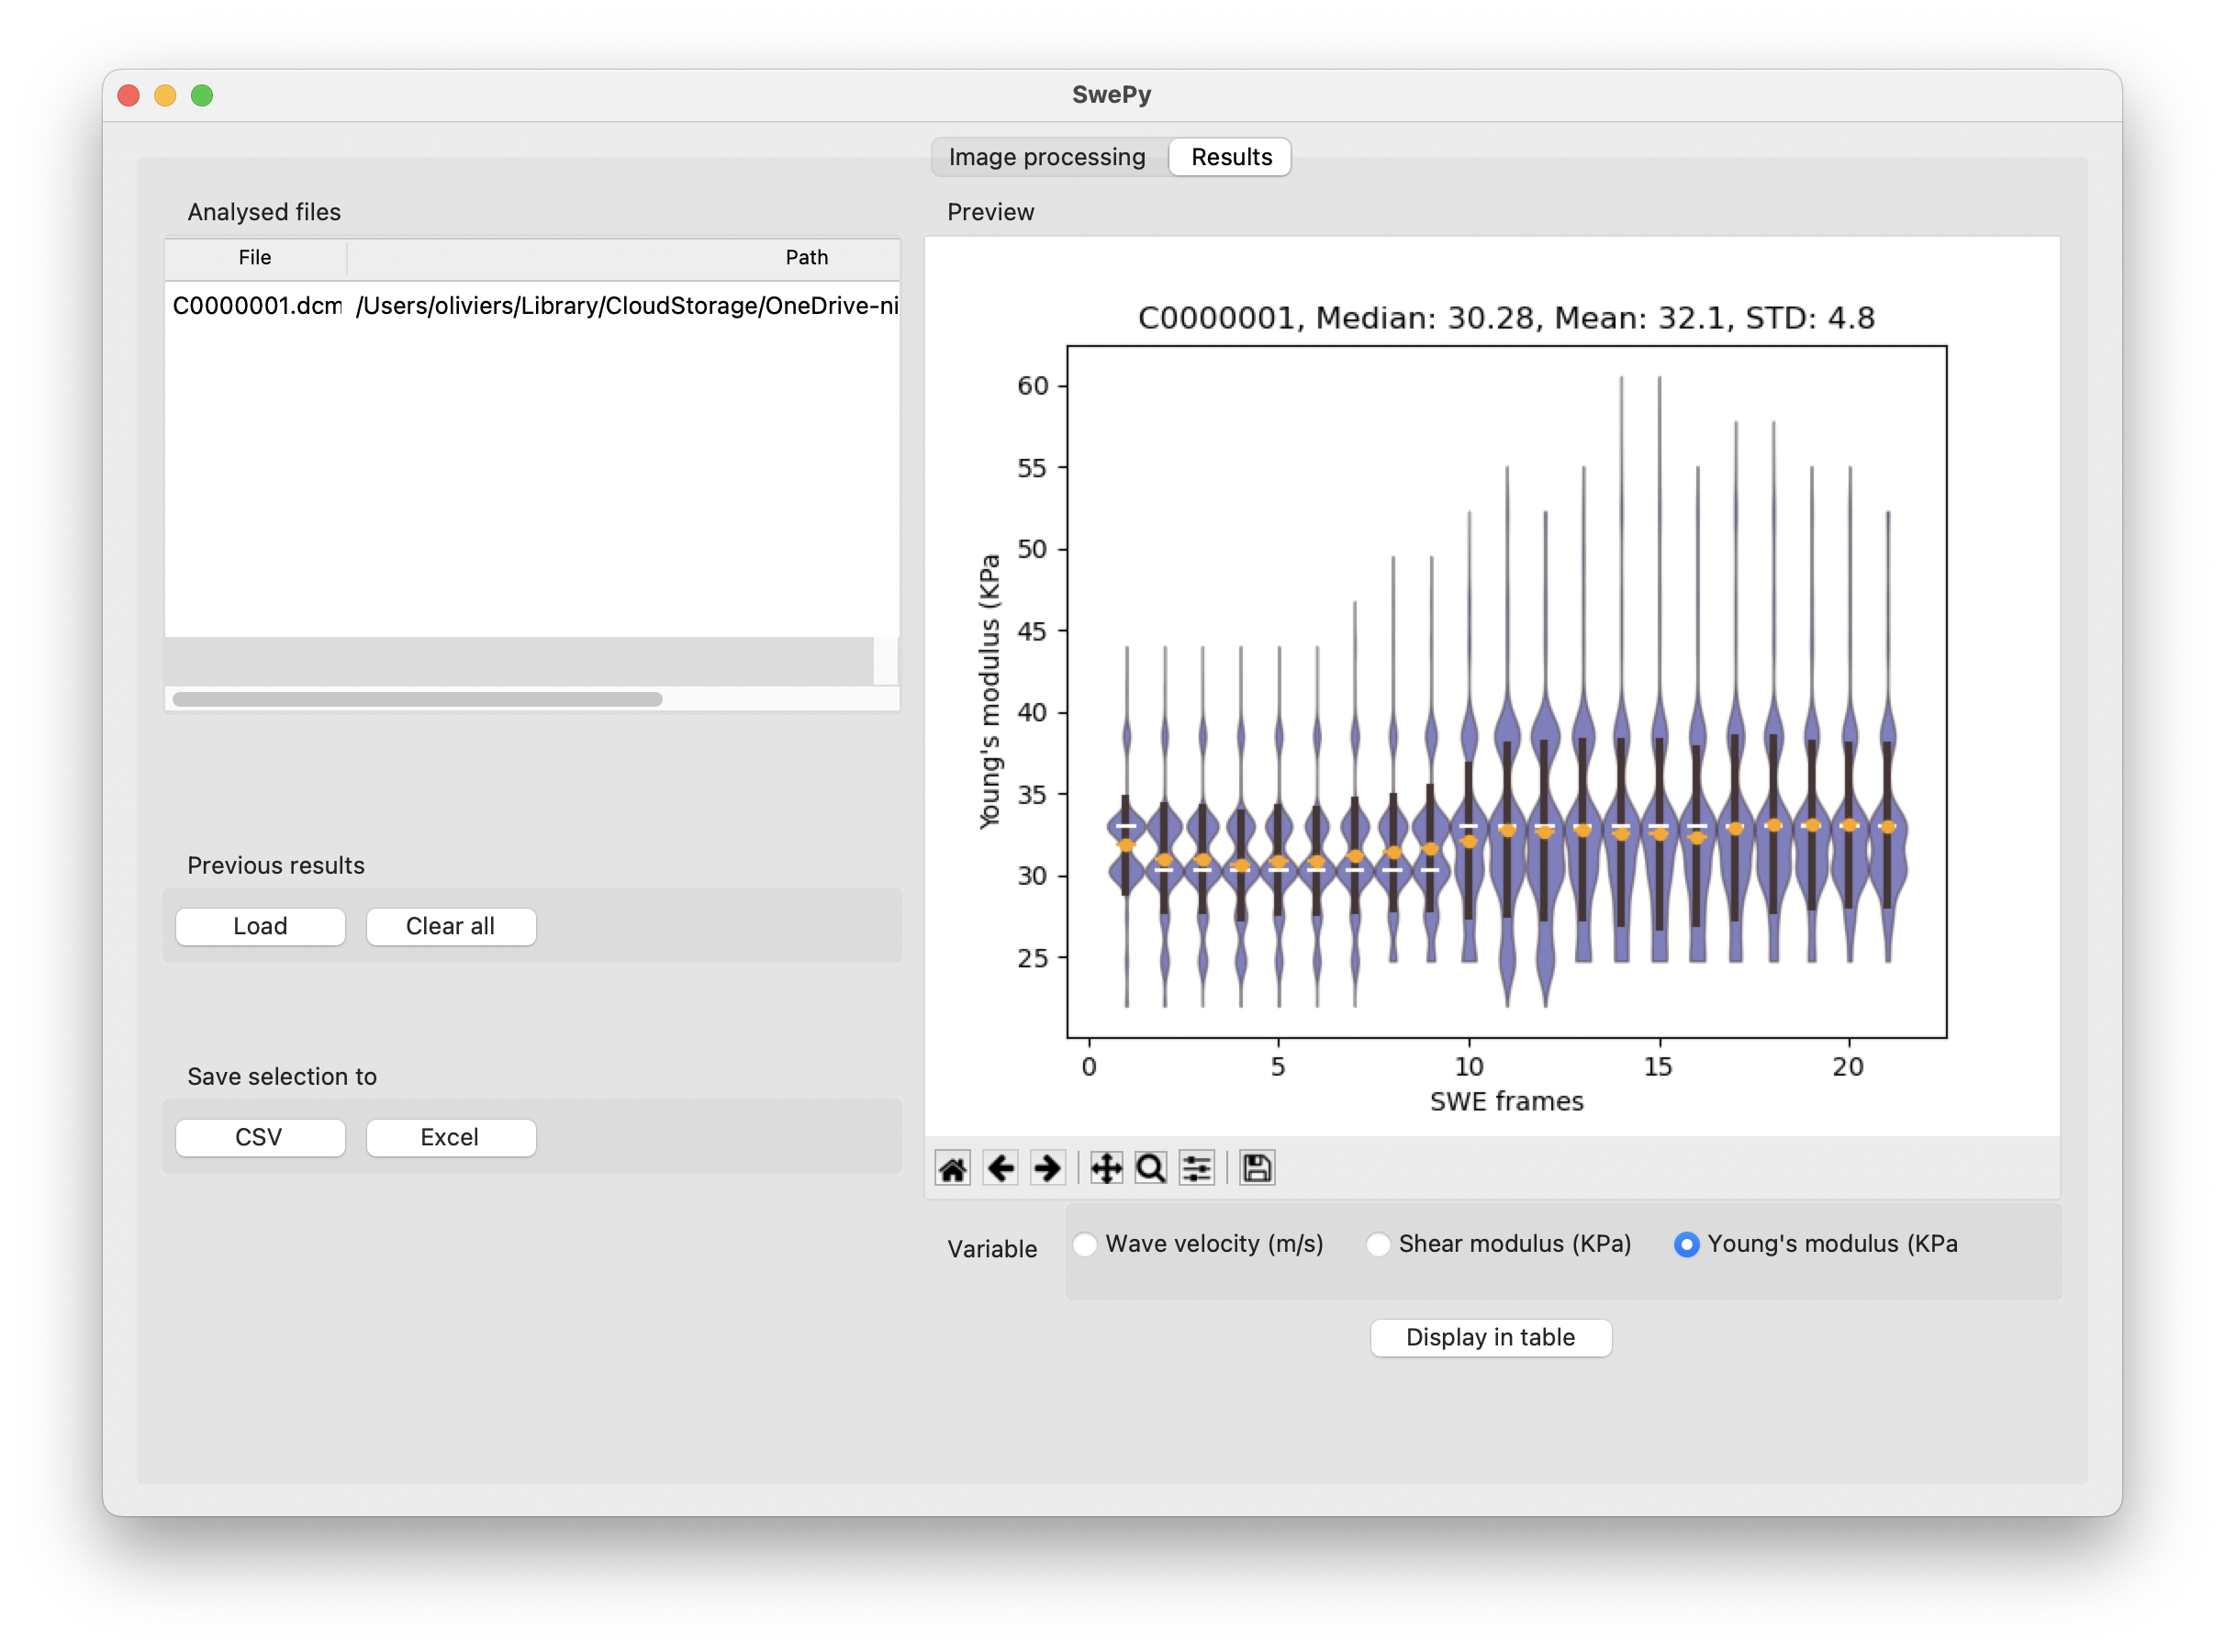 SwePy
Image processing
Results
Analysed files
File
Path
C0000001.dcm
/Users/oliviers/Library/CloudStorage/OneDrive-ni
Previous results
Load
Clear all
Save selection to
CSV
Excel
Preview
C0000001, Median: 30.28, Mean: 32.1, STD: 4.8
Young's modulus (KPa
60
55
50
45
40
35
30
25
0
5
10
15
20
SWE frames
Variable
Wave velocity (m/s)
Shear modulus (KPa)
Young's modulus (KPa
Display in table